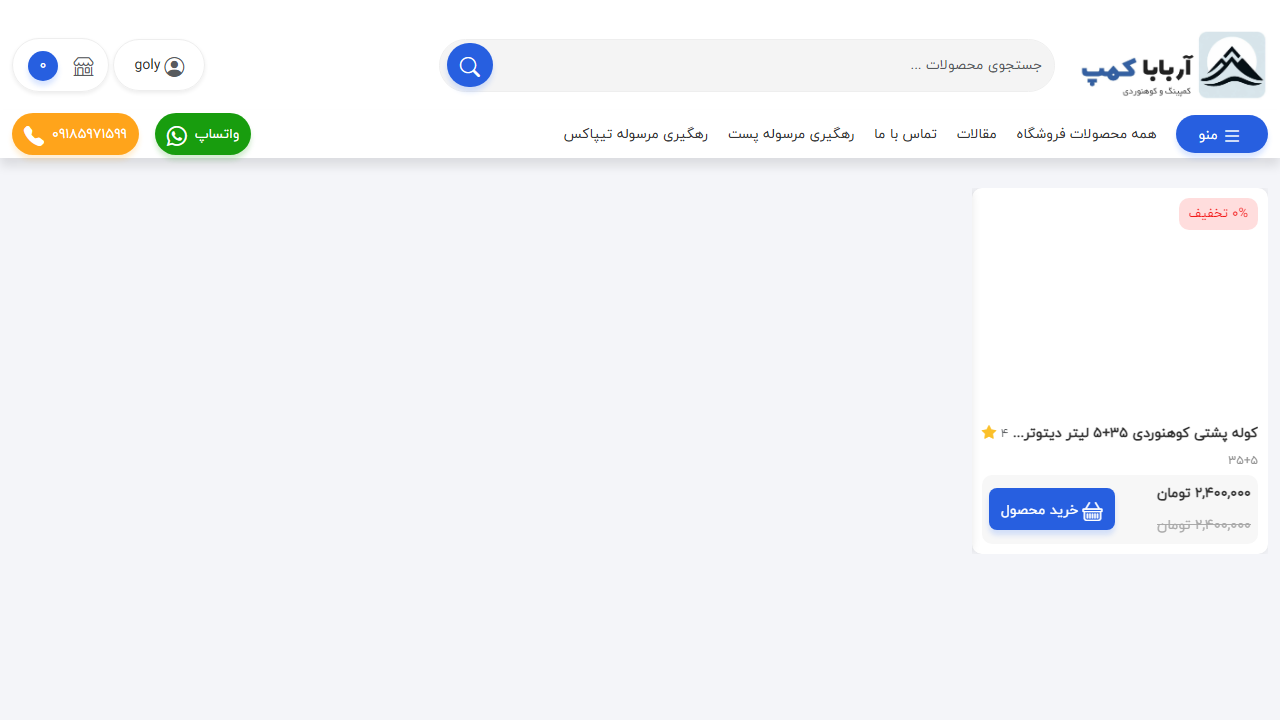 آربابا کمپ
کمپینگ و کوهنوردی
جستجوی محصولات ...
goly
۰
منو
همه محصولات فروشگاه
مقالات
تماس با ما
رهگیری مرسوله پست
رهگیری مرسوله تیپاکس
واتساپ
۰۹۱۸۵۹۷۱۵۹۹
۰% تخفیف
کوله پشتی کوهنوردی ۳۵+۵ لیتر دیتوتر... ۴
۳۵+۵
۲,۴۰۰,۰۰۰ تومان
۲,۴۰۰,۰۰۰ تومان
خرید محصول